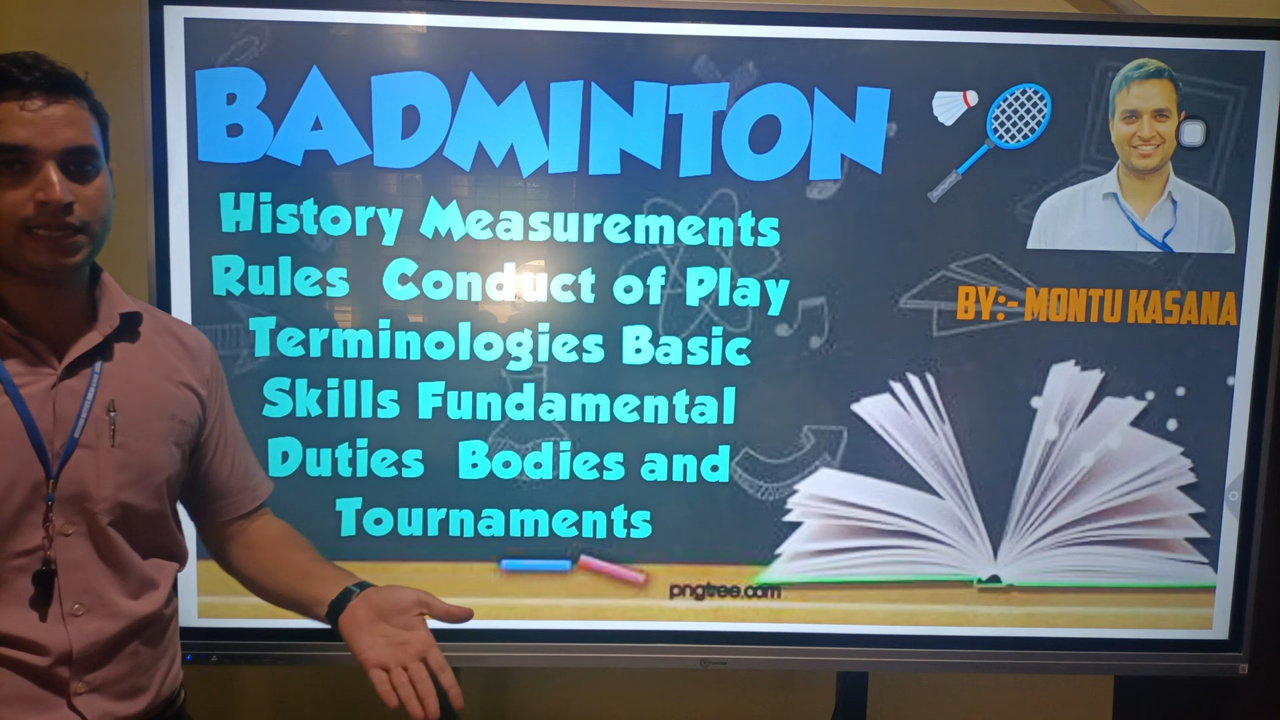 BADMINTON
History Measurements
Rules Conduct of Play
Terminologies Basic
Skills Fundamental
Duties Bodies and
Tournaments
BY:- MONTU KASANA
pngtree.com